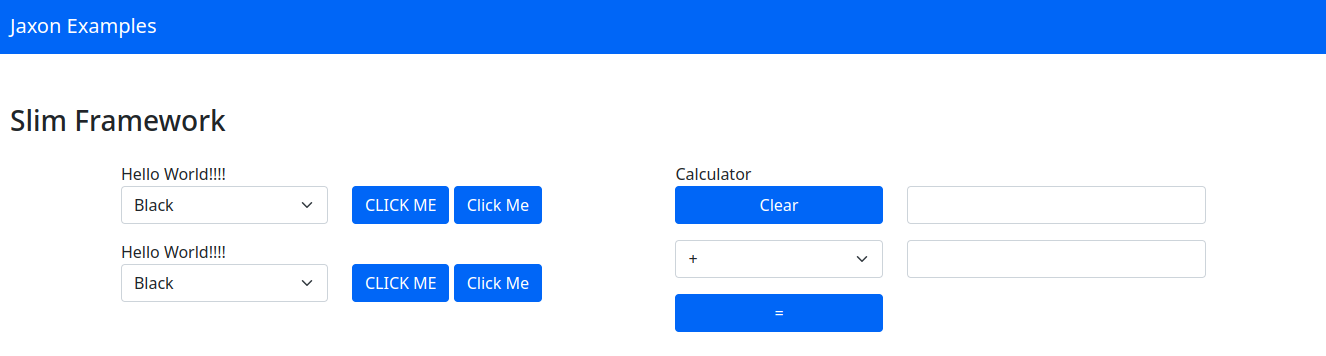 Jaxon Examples
Slim Framework
Hello World!!!!
Black
CLICK ME
Click Me
Hello World!!!!
Black
CLICK ME
Click Me
Calculator
Clear
+
=